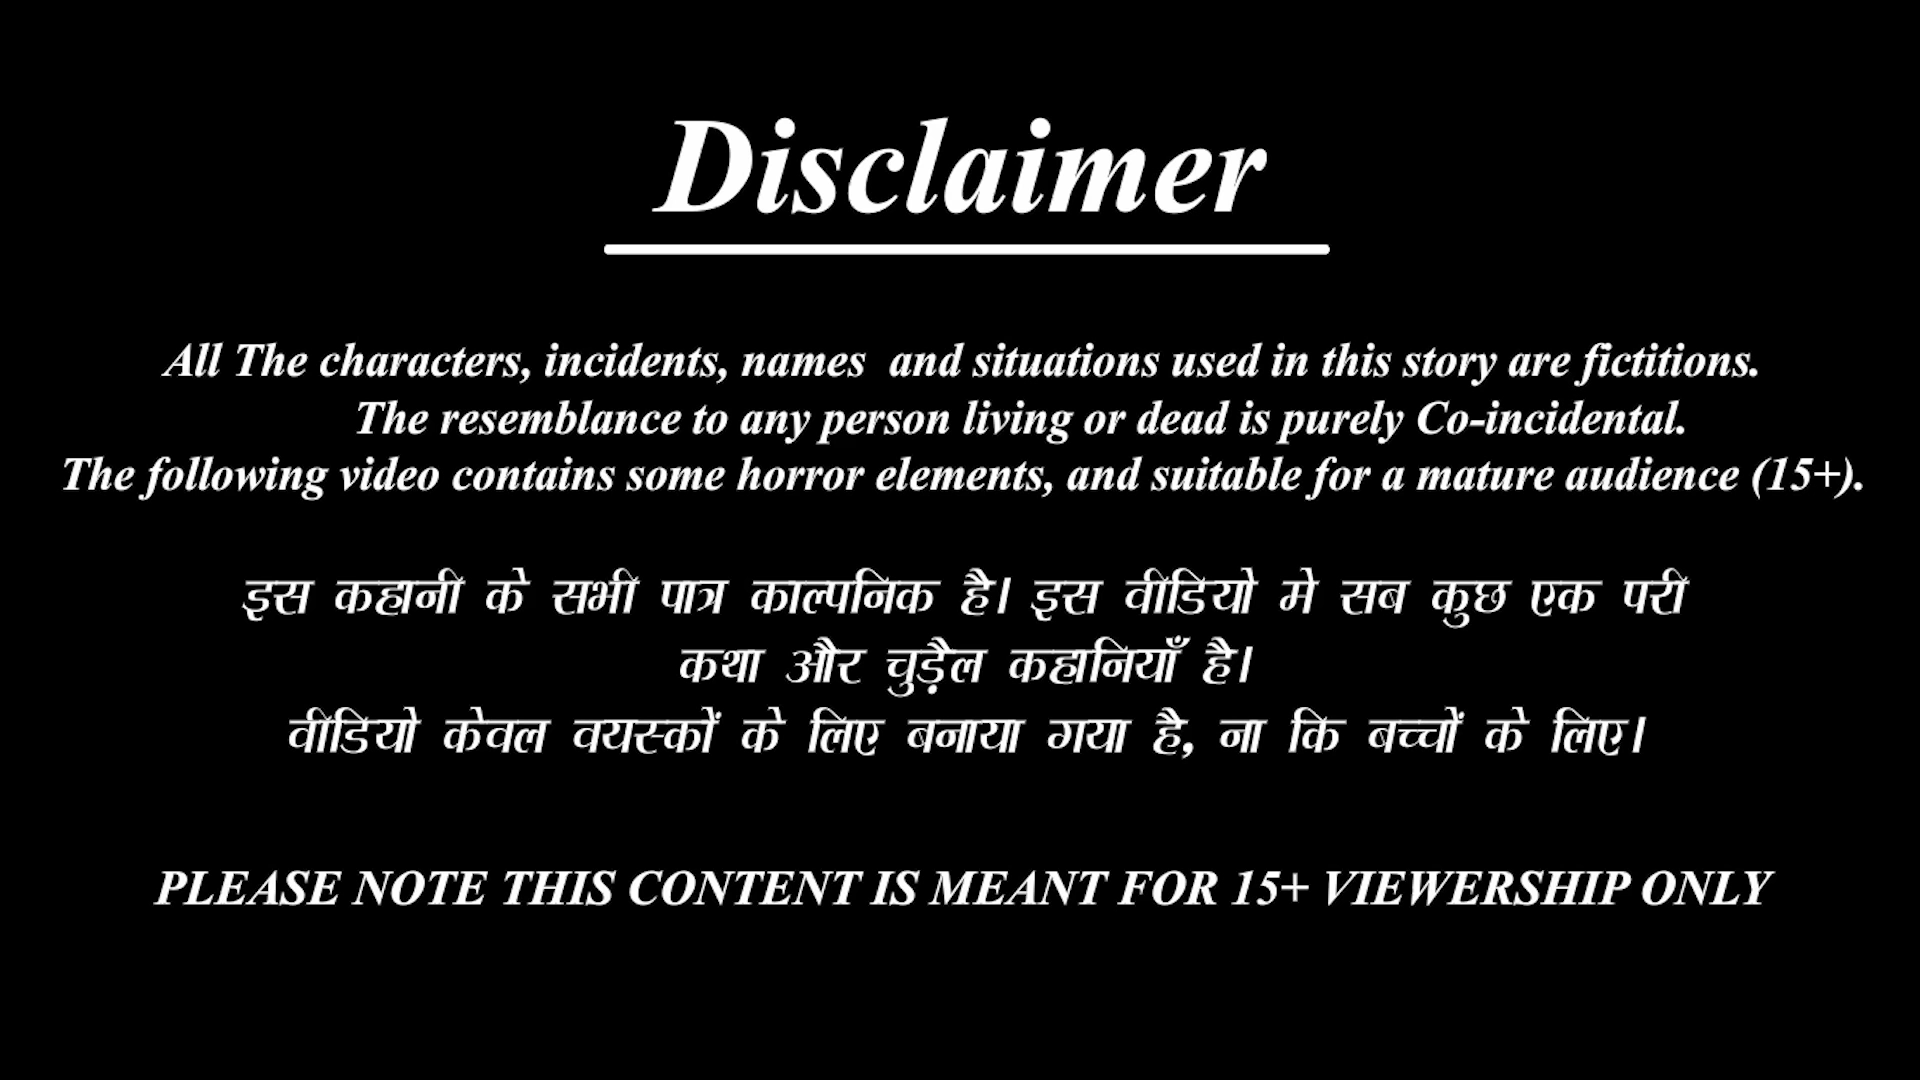 Disclaimer
All The characters, incidents, names and situations used in this story are fictitions.
The resemblance to any person living or dead is purely Co-incidental.
The following video contains some horror elements, and suitable for a mature audience (15+).
इस कहानी के सभी पात्र काल्पनिक है। इस वीडियो मे सब कुछ एक परी
कथा और चुड़ैल कहानियाँ है।
वीडियो केवल वयस्कों के लिए बनाया गया है, ना कि बच्चों के लिए।
PLEASE NOTE THIS CONTENT IS MEANT FOR 15+ VIEWERSHIP ONLY